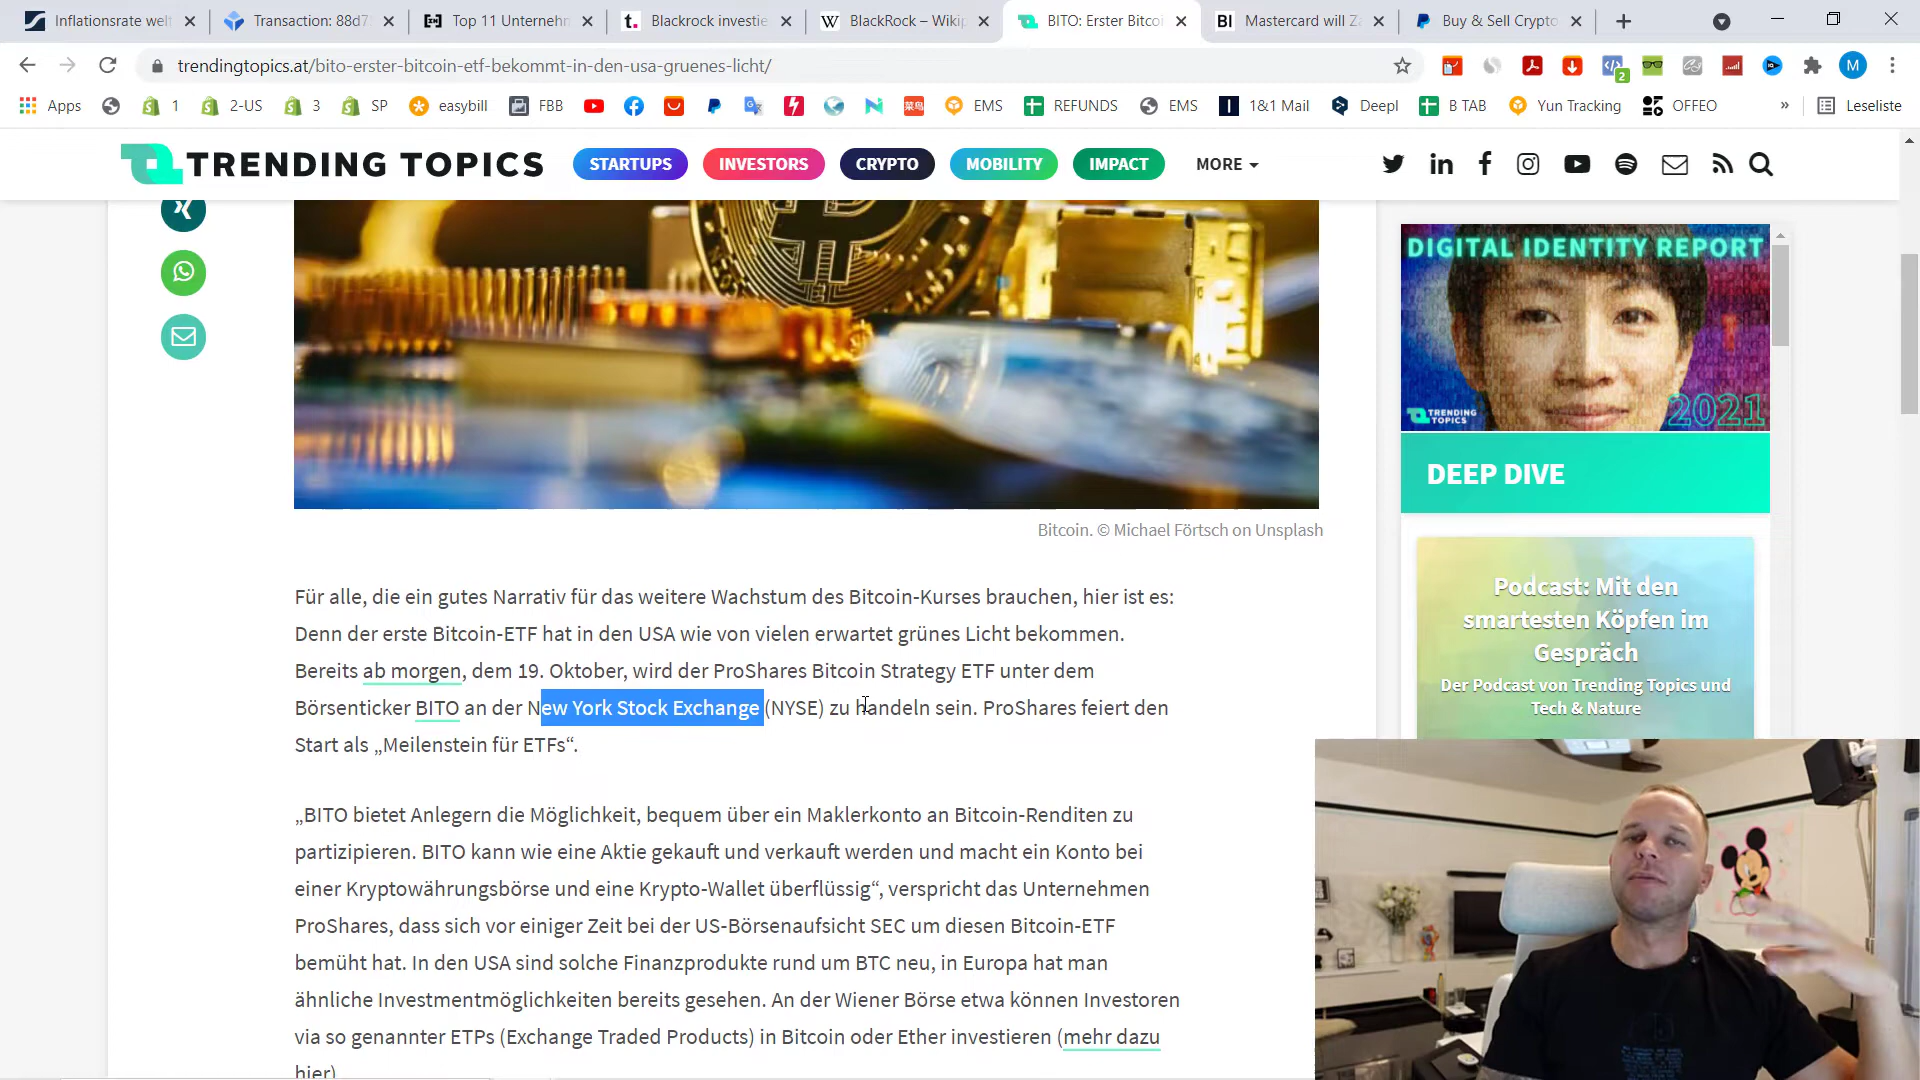 Inflationsrate welt
Transaction: 88d7
Top 11 Unterneh
Blackrock investie
BlackRock – Wikip
BITO: Erster Bitcoi
Mastercard will Za
Buy & Sell Crypto
trendingtopics.at/bito-erster-bitcoin-etf-bekommt-in-den-usa-gruenes-licht/
Apps
1
2-US
3
SP
easybill
FBB
EMS
REFUNDS
EMS
1&1 Mail
Deepl
B TAB
Yun Tracking
OFFEO
»
Leseliste
TRENDING TOPICS
STARTUPS
INVESTORS
CRYPTO
MOBILITY
IMPACT
MORE
Bitcoin. © Michael Förtsch on Unsplash
Für alle, die ein gutes Narrativ für das weitere Wachstum des Bitcoin-Kurses brauchen, hier ist es:
Denn der erste Bitcoin-ETF hat in den USA wie von vielen erwartet grünes Licht bekommen.
Bereits ab morgen, dem 19. Oktober, wird der ProShares Bitcoin Strategy ETF unter dem
Börsenticker BITO an der New York Stock Exchange (NYSE) zu handeln sein. ProShares feiert den
Start als „Meilenstein für ETFs“.
„BITO bietet Anlegern die Möglichkeit, bequem über ein Maklerkonto an Bitcoin-Renditen zu
partizipieren. BITO kann wie eine Aktie gekauft und verkauft werden und macht ein Konto bei
einer Kryptowährungsbörse und eine Krypto-Wallet überflüssig“, verspricht das Unternehmen
ProShares, dass sich vor einiger Zeit bei der US-Börsenaufsicht SEC um diesen Bitcoin-ETF
bemüht hat. In den USA sind solche Finanzprodukte rund um BTC neu, in Europa hat man
ähnliche Investmentmöglichkeiten bereits gesehen. An der Wiener Börse etwa können Investoren
via so genannter ETPs (Exchange Traded Products) in Bitcoin oder Ether investieren (mehr dazu
hier).
DIGITAL IDENTITY REPORT
TRENDING
TOPICS
2021
DEEP DIVE
Podcast: Mit den
smartesten Köpfen im
Gespräch
Der Podcast von Trending Topics und
Tech & Nature